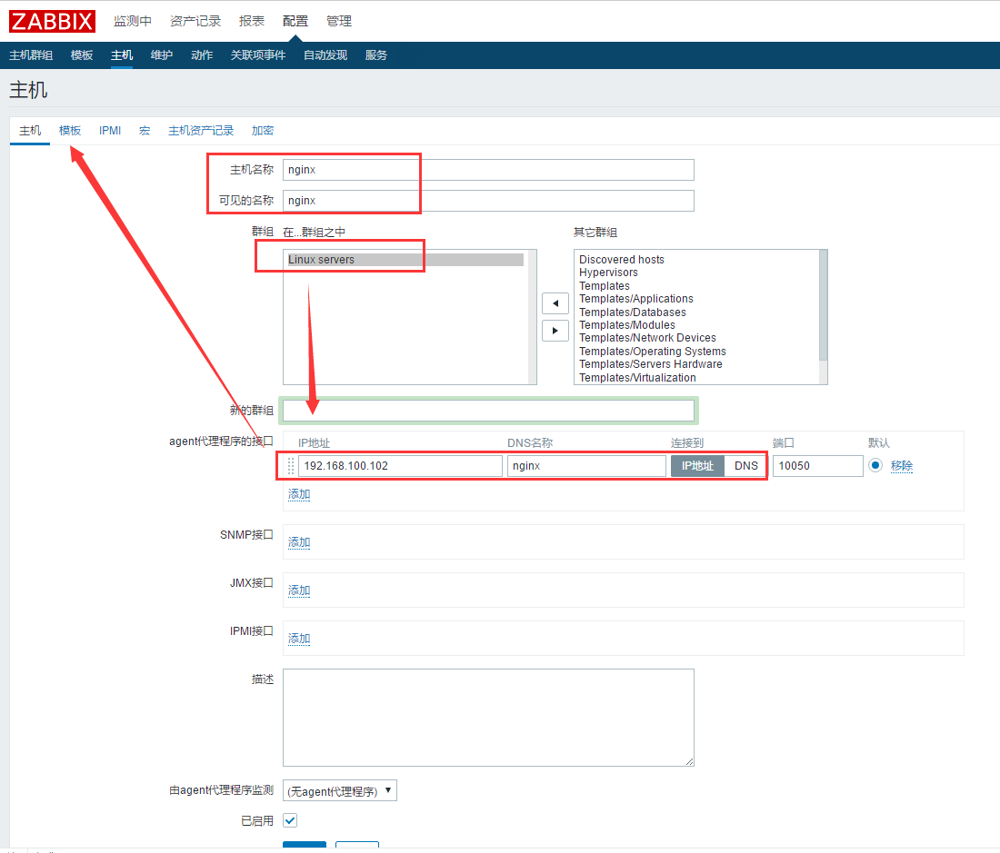 ZABBIX 监测中 资产记录 报表 配置 管理
主机群组 模板 主机 维护 动作 关联项事件 自动发现 服务
主机
主机 模板 IPMI 宏 主机资产记录 加密
主机名称 nginx
可见的名称 nginx
群组 在...群组之中 其它群组
Linux servers
Discovered hosts
Hypervisors
Templates
Templates/Applications
Templates/Databases
Templates/Modules
Templates/Network Devices
Templates/Operating Systems
Templates/Servers Hardware
Templates/Virtualization
新的群组
agent代理程序的接口 IP地址 DNS名称 连接到 端口 默认
192.168.100.102 nginx IP地址 DNS 10050 移除
添加
SNMP接口 添加
JMX接口 添加
IPMI接口 添加
描述
由agent代理程序监测 (无agent代理程序)
已启用